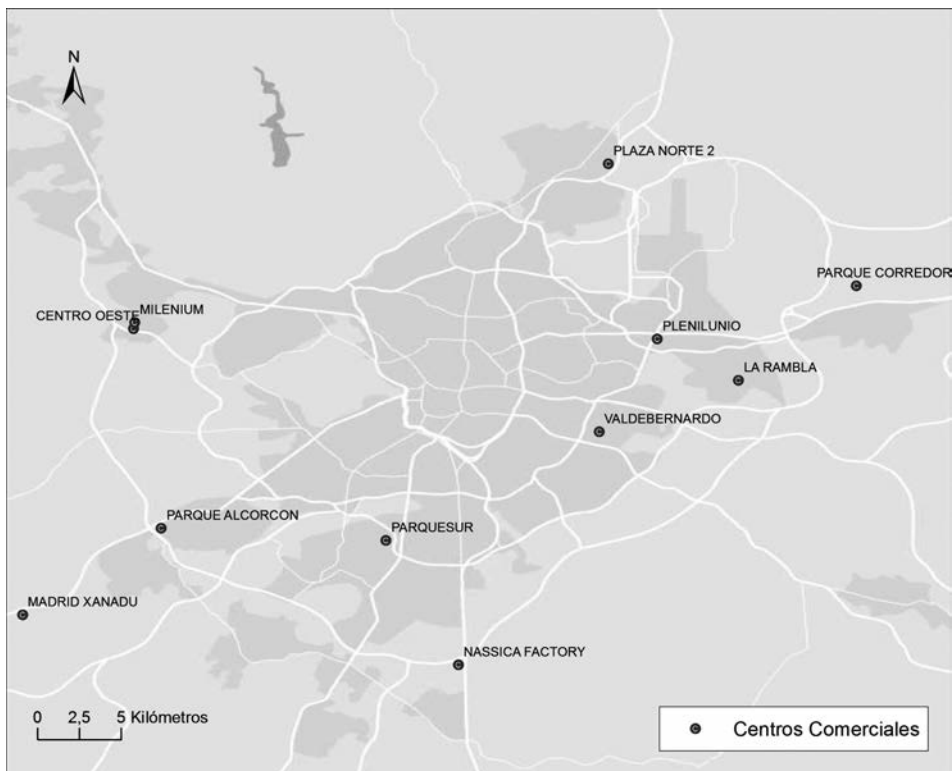 N
PLAZA NORTE 2
PARQUE CORREDOR
CENTRO OESTE
MILENIUM
PLENILUNIO
LA RAMBLA
VALDEBERNARDO
PARQUE ALCORCON
PARQUESUR
MADRID XANADU
NASSICA FACTORY
0 2,5 5 Kilómetros
C Centros Comerciales